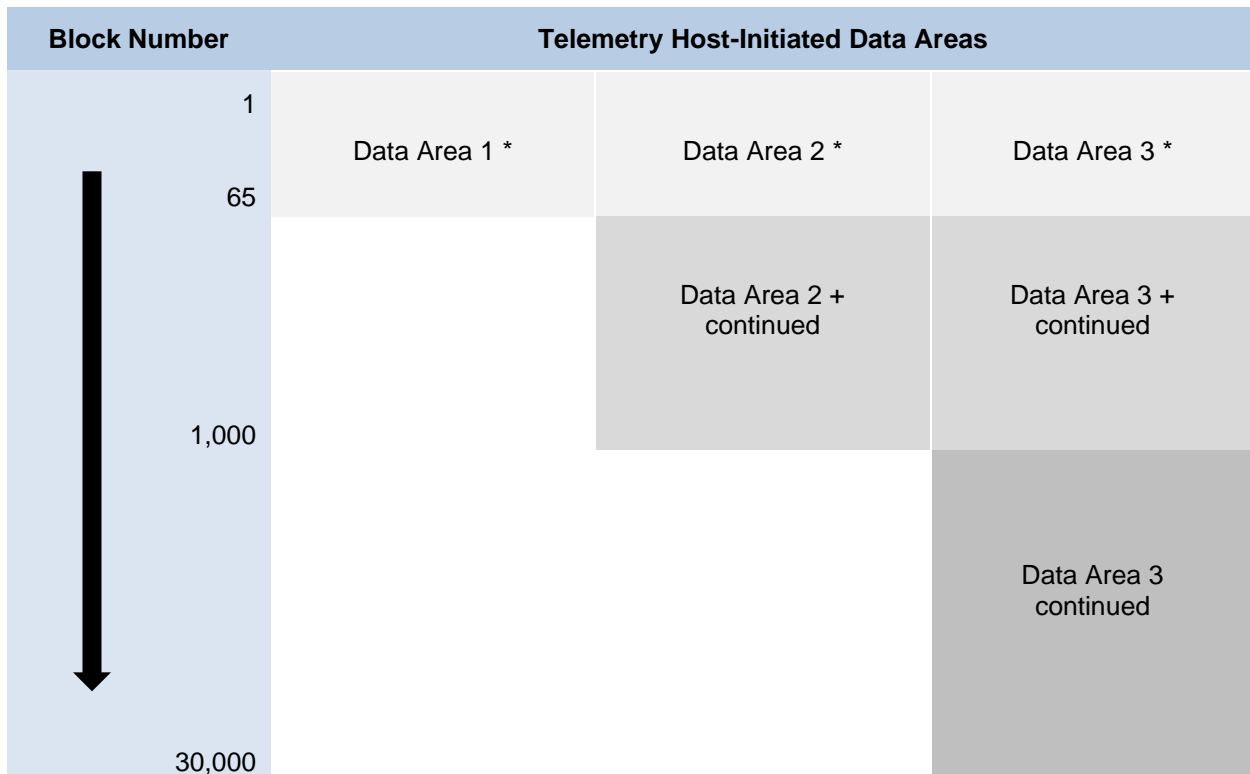 Block Number
Telemetry Host-Initiated Data Areas
1
Data Area 1 *
Data Area 2 *
Data Area 3 *
65
Data Area 2 +
continued
Data Area 3 +
continued
1,000
Data Area 3
continued
30,000